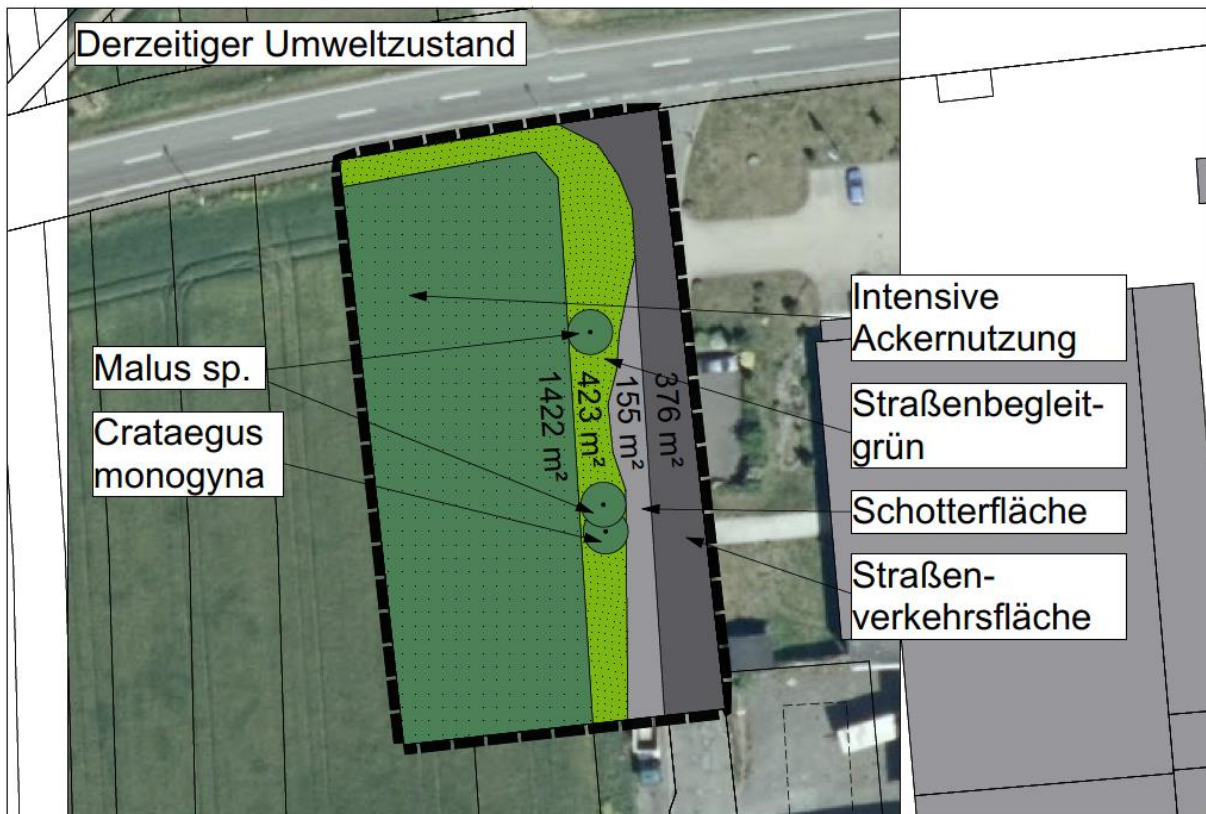 Derzeitiger Umweltzustand
Malus sp.
Crataegus
monogyna
1422 m²
423 m²
155 m²
376 m²
Intensive
Ackernutzung
Straßenbegleit-
grün
Schotterfläche
Straßen-
verkehrsfläche